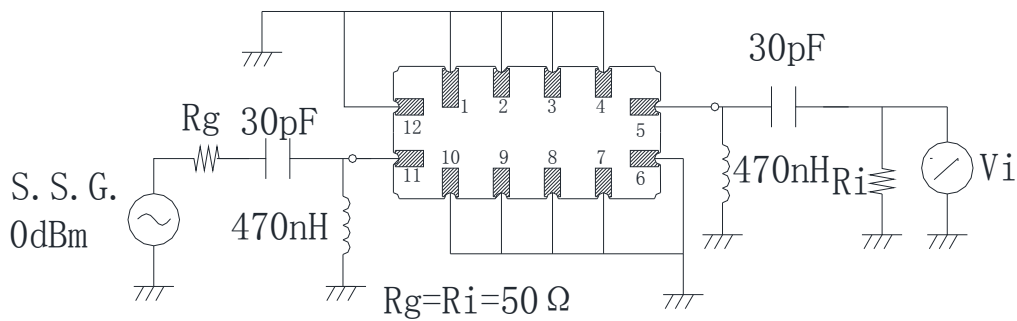 30pF
1 2 3 4
Rg 30pF
12 5
10 9 8 7
11 6
S. S. G.
0dBm
470nH
470nH Ri Vi
Rg=Ri=50Ω